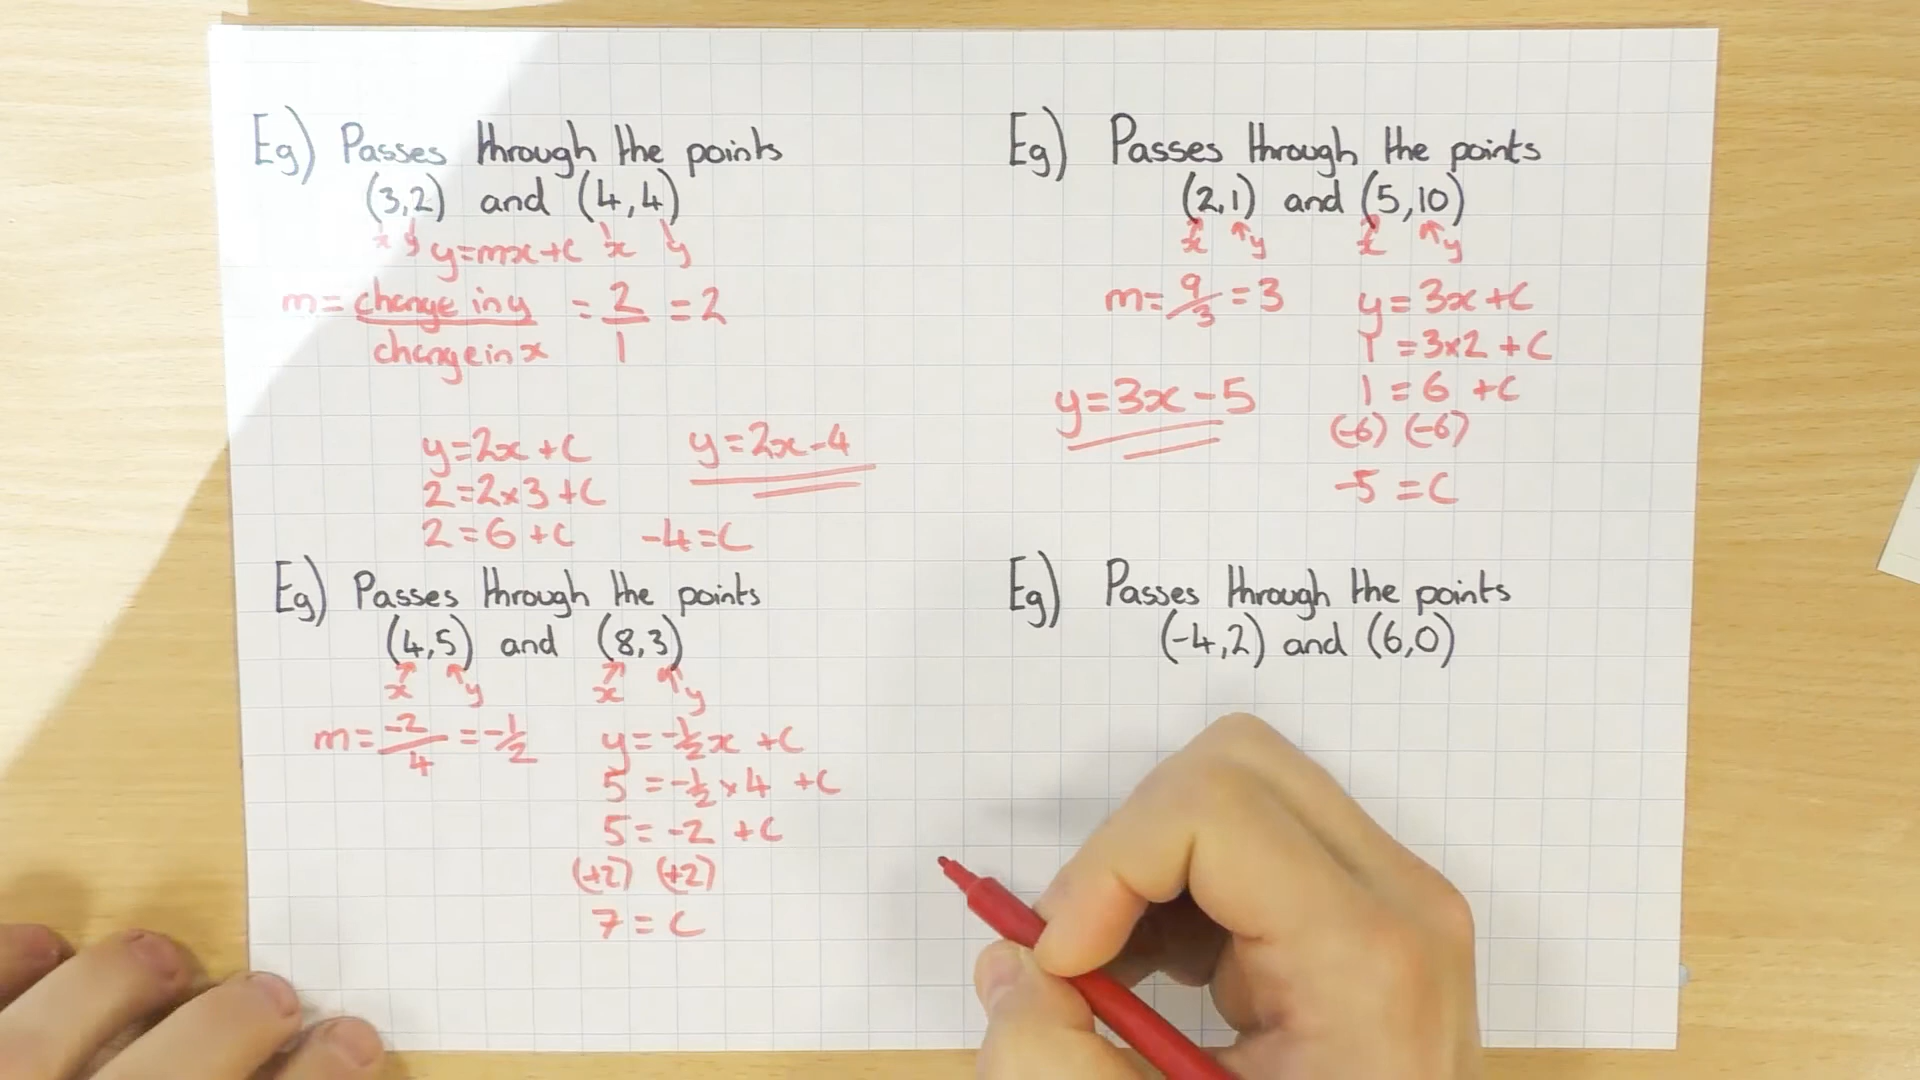 Eg) Passes through the points
(3,2) and (4,4)
x y y=mx+c x y
m= change in y / change in x = 2/1 = 2
y=2x+c
2=2x3+c
2=6+c -4=c
y=2x-4
Eg) Passes through the points
(2,1) and (5,10)
x y x y
m= 9/3 =3
y=3x+c
1=3x2+c
1=6+c
(-6) (-6)
-5=c
y=3x-5
Eg) Passes through the points
(4,5) and (8,3)
x y x y
m= -2/4 = -1/2
y=-1/2x+c
5=-1/2x4+c
5=-2+c
(+2) (+2)
7=c
Eg) Passes through the points
(-4,2) and (6,0)